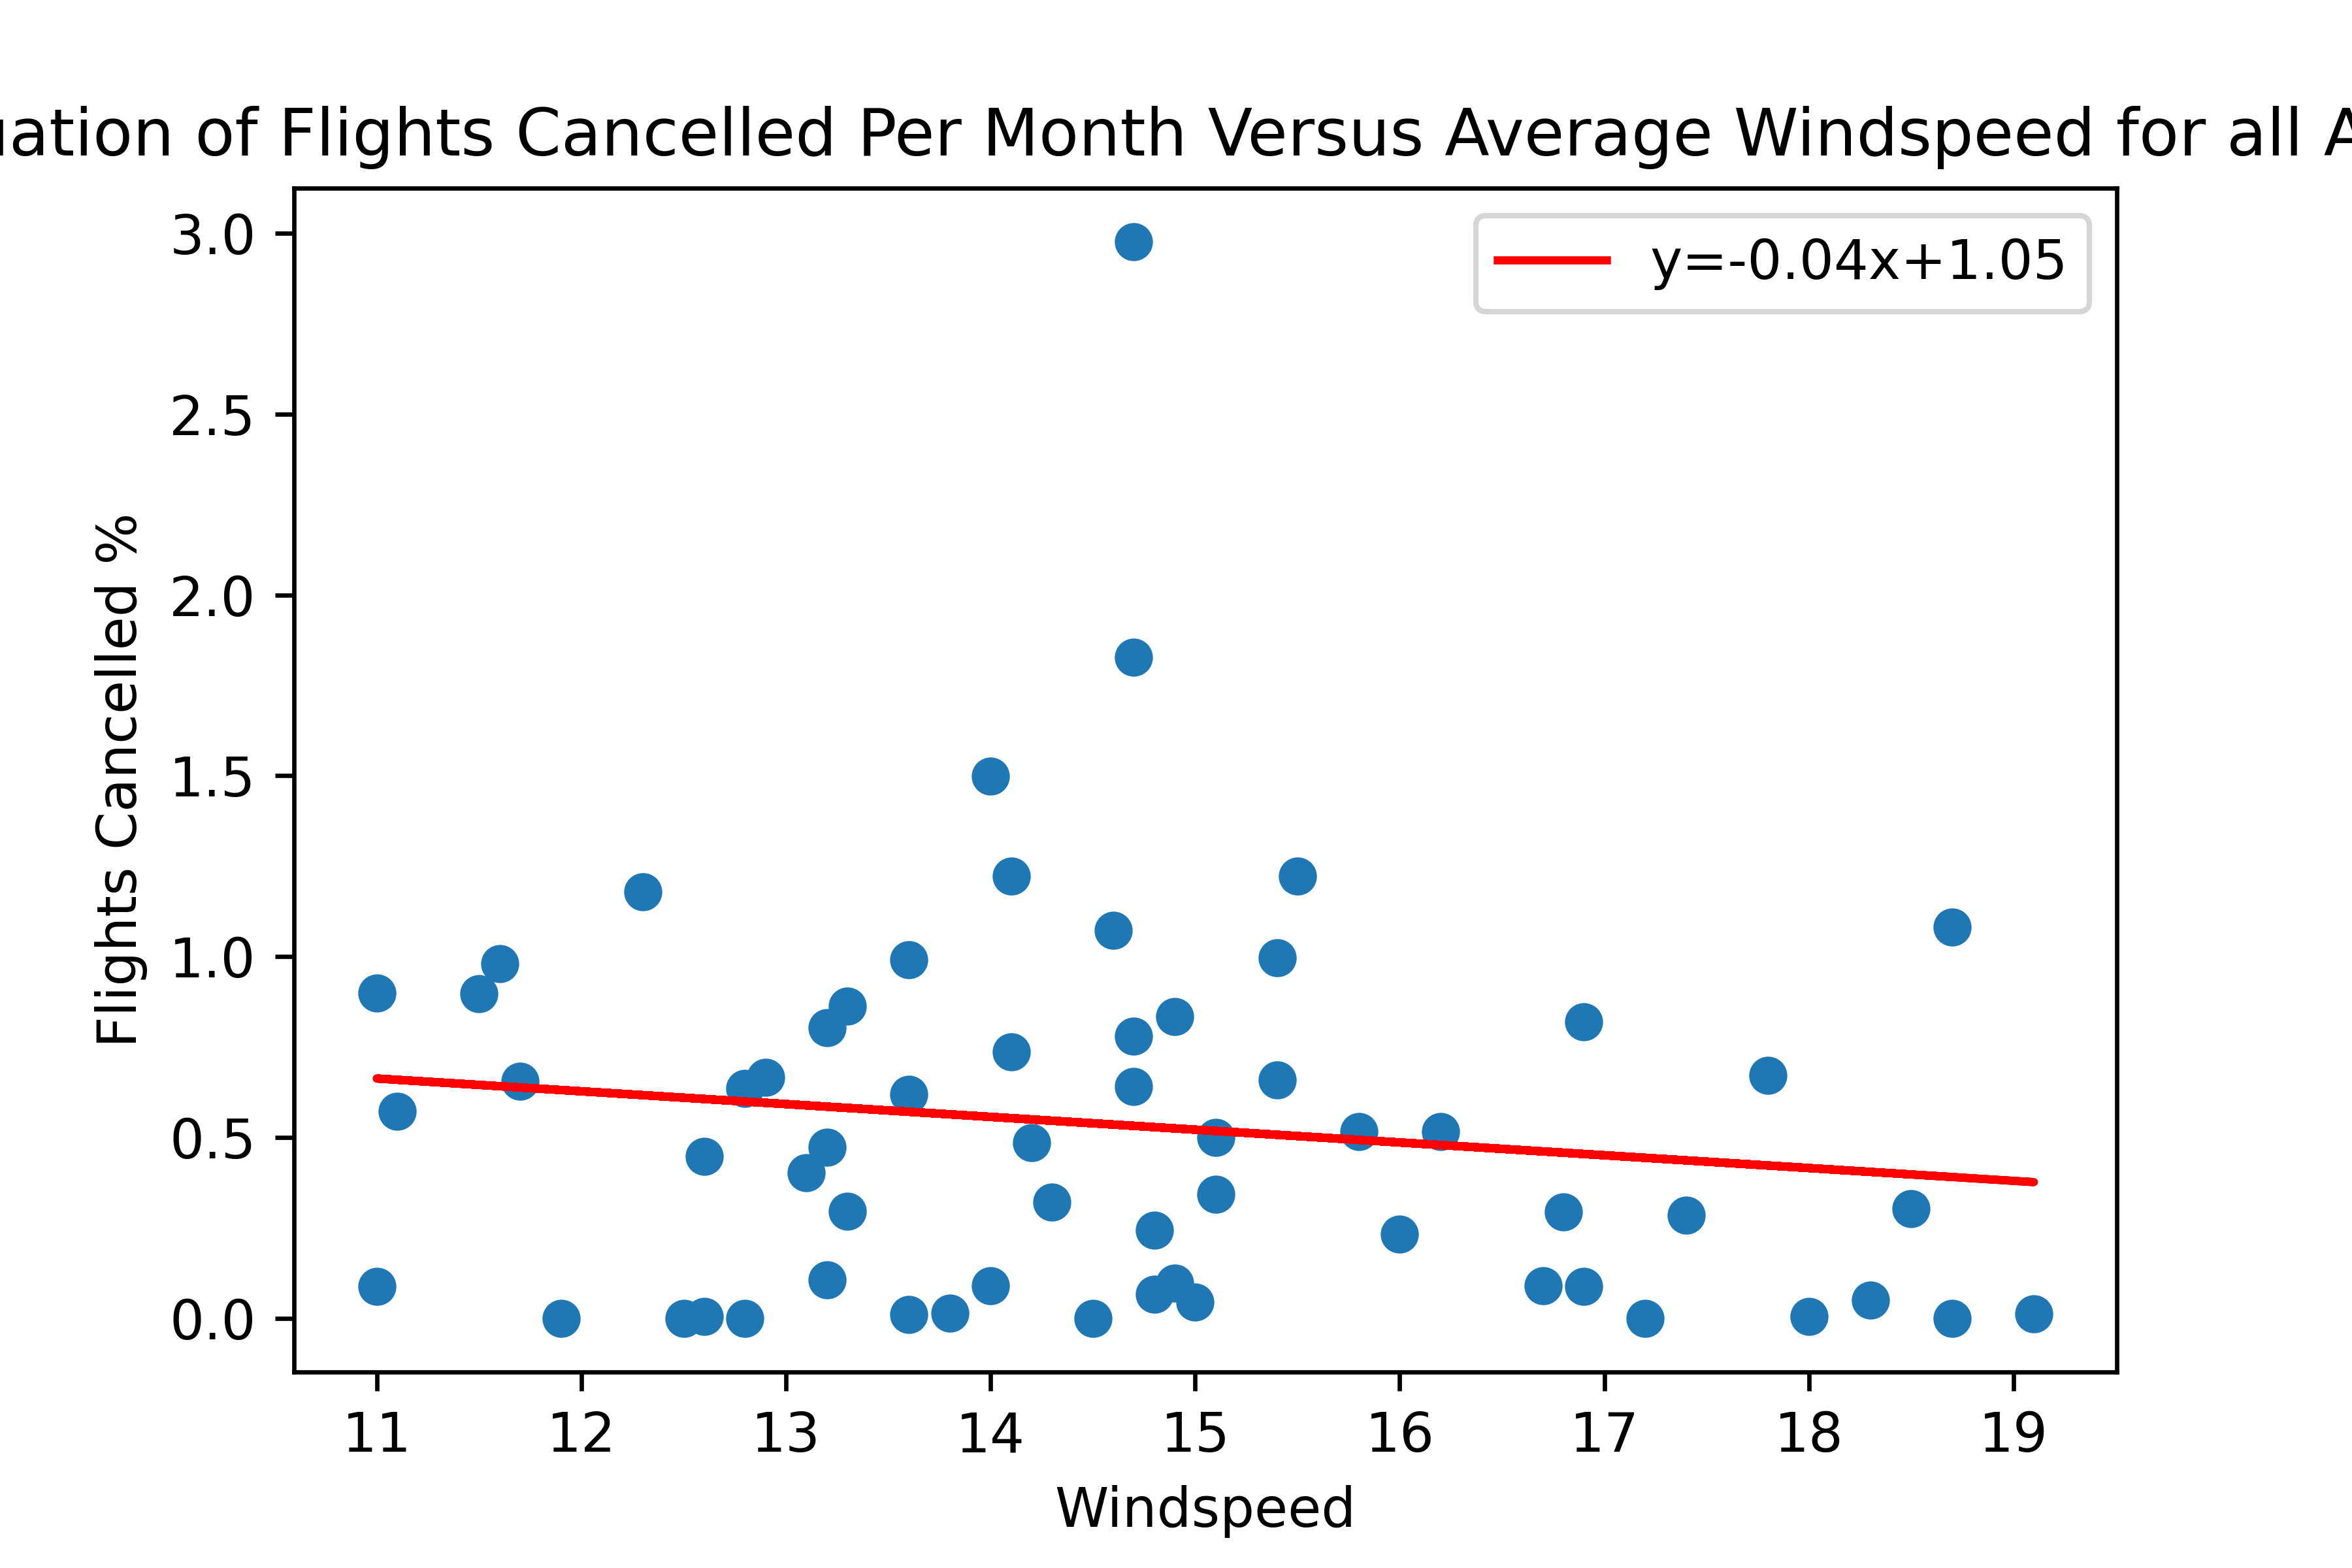 of Flights Cancelled Per Month Versus Average Windspeed for all
y=-0.04x+1.05
Flights Cancelled %
3.0
2.5
2.0
1.5
1.0
0.5
0.0
11 12 13 14 15 16 17 18 19
Windspeed